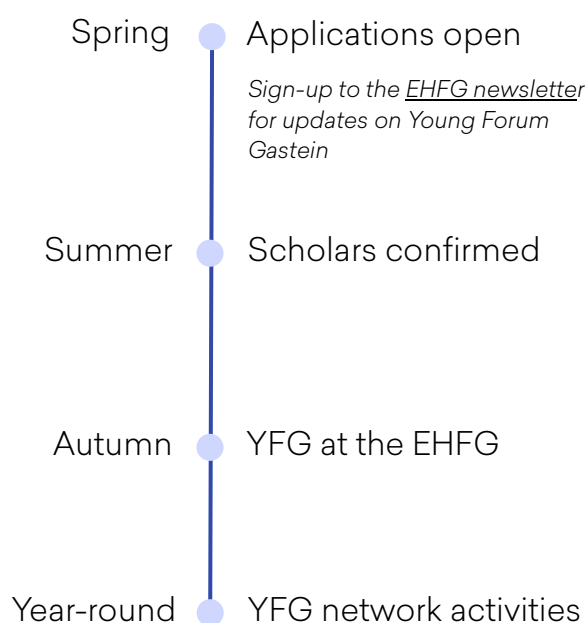 Spring Applications open
Sign-up to the EHFG newsletter
for updates on Young Forum
Gastein
Summer Scholars confirmed
Autumn YFG at the EHFG
Year-round YFG network activities